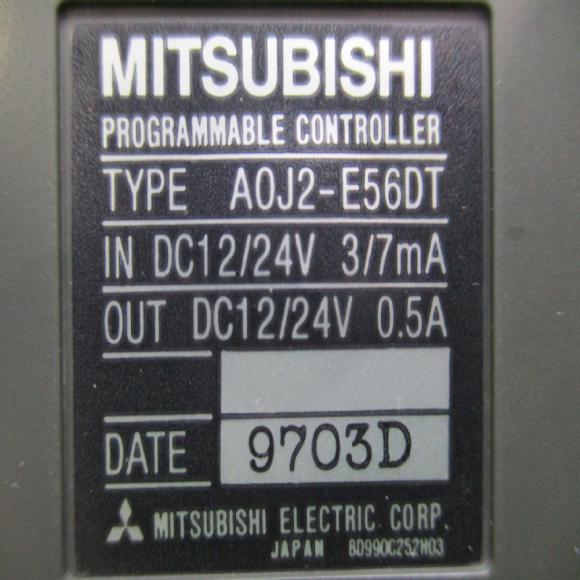 MITSUBISHI
PROGRAMMABLE CONTROLLER
TYPE A0J2-E56DT
IN DC12/24V 3/7mA
OUT DC12/24V 0.5A
DATE 9703D
MITSUBISHI ELECTRIC CORP.
JAPAN BD990C252H03